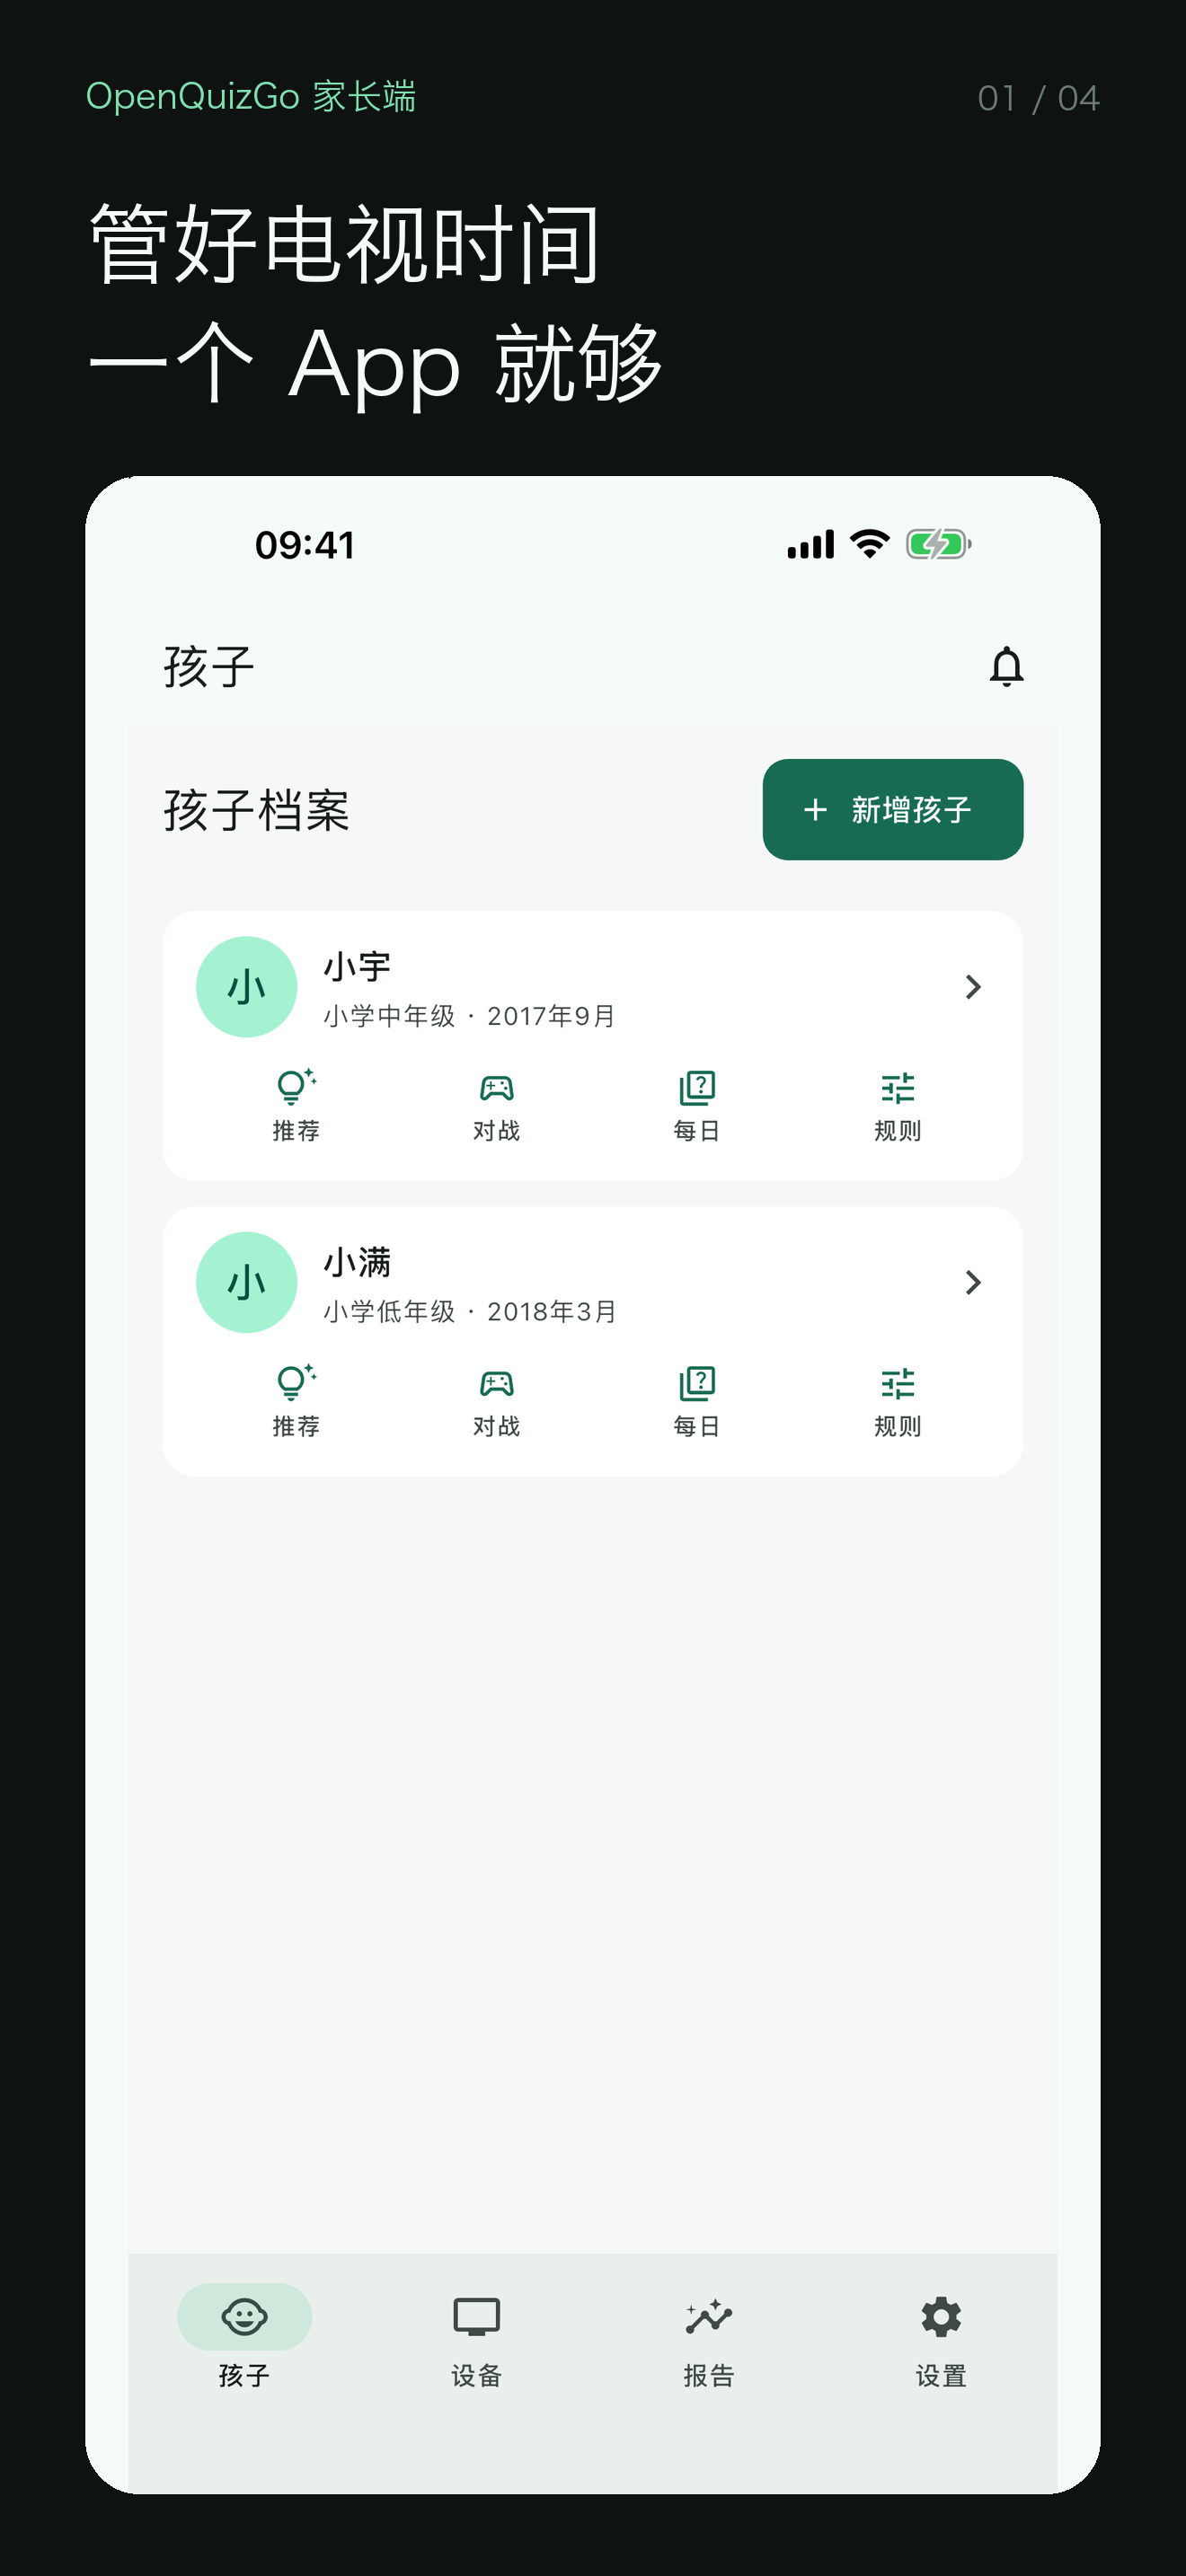 OpenQuizGo 家长端
01 / 04
管好电视时间
一个 App 就够
09:41
孩子
孩子档案
+ 新增孩子
小
小宇
小学中年级 · 2017年9月
推荐 对战 每日 规则
小
小满
小学低年级 · 2018年3月
推荐 对战 每日 规则
孩子 设备 报告 设置